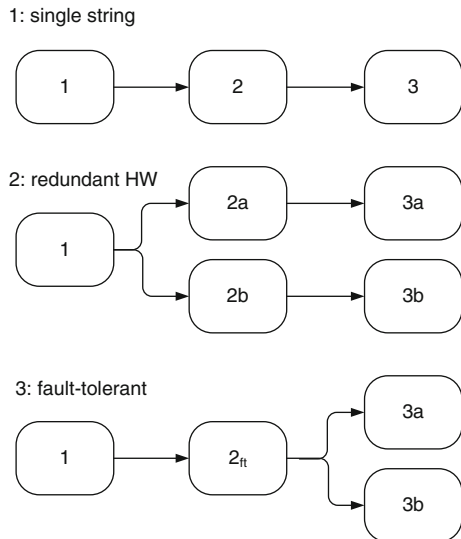 1: single string
1 2 3
2: redundant HW
2a 3a
1
2b 3b
3: fault-tolerant
3a
1 2ft
3b